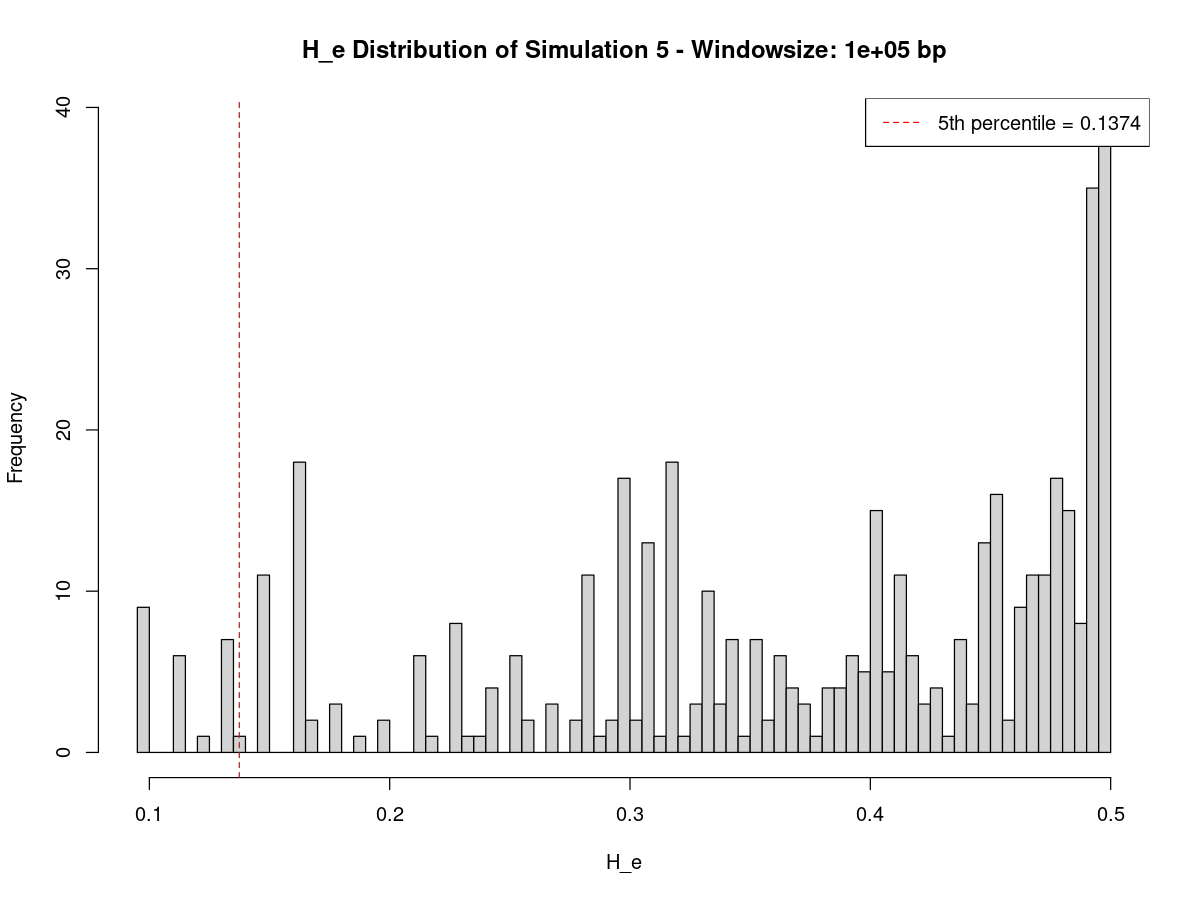 H_e Distribution of Simulation 5 - Windowsize: 1e+05 bp
5th percentile = 0.1374
40
30
20
10
0
Frequency
0.1
0.2
0.3
0.4
0.5
H_e